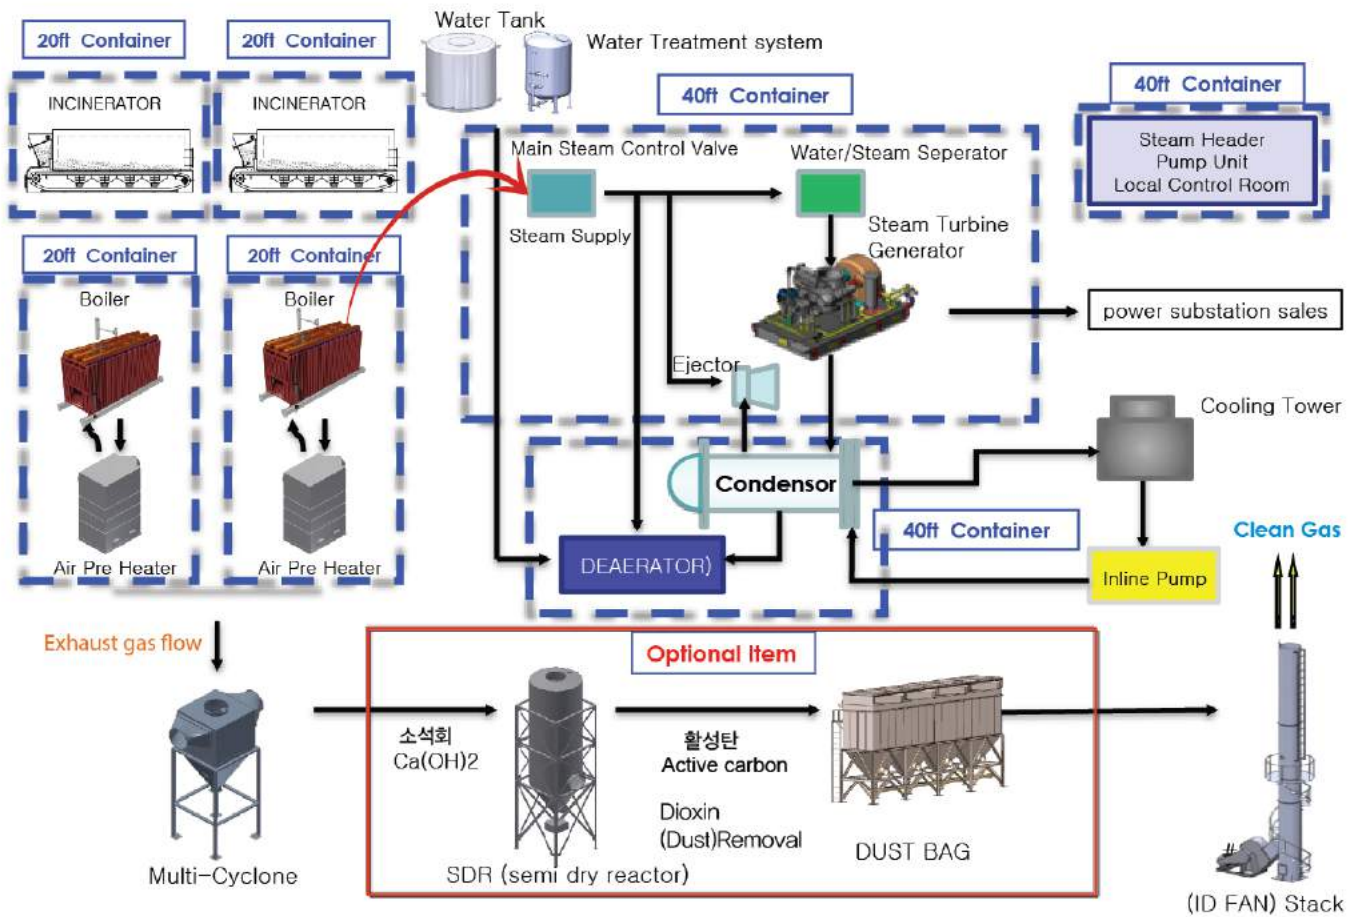 Water Tank
Water Treatment system
20ft Container
20ft Container
INCINERATOR
INCINERATOR
40ft Container
40ft Container
Main Steam Control Valve
Water/Steam Seperator
Steam Header
Pump Unit
Local Control Room
Steam Supply
Steam Turbine
Generator
20ft Container
20ft Container
Boiler
Boiler
power substation sales
Ejector
Cooling Tower
Condensor
40ft Container
Clean Gas
Air Pre Heater
Air Pre Heater
DEAERATOR)
Inline Pump
Exhaust gas flow
Optional Item
소석회
Ca(OH)2
활성탄
Active carbon
Dioxin
(Dust)Removal
Multi-Cyclone
SDR (semi dry reactor)
DUST BAG
(ID FAN) Stack